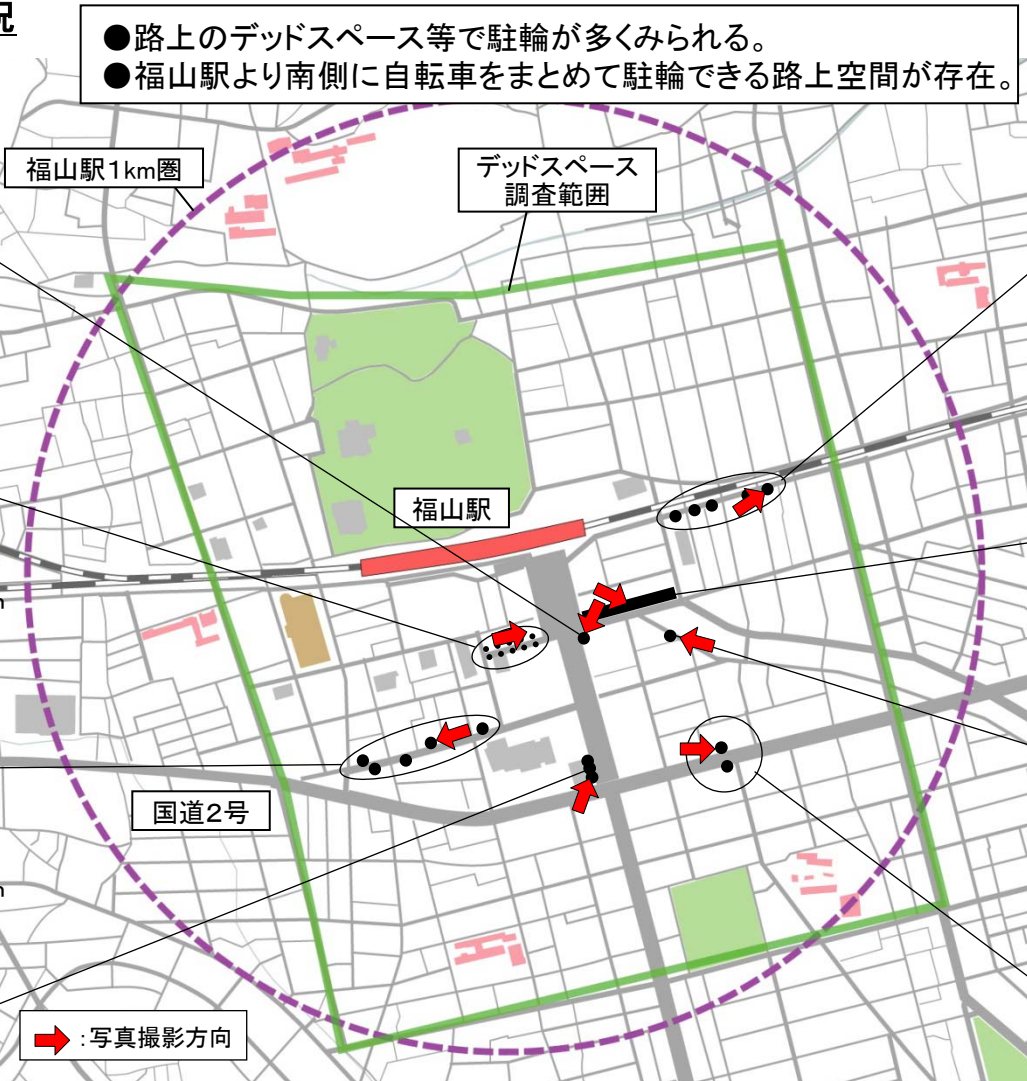 況
●路上のデッドスペース等で駐輪が多くみられる。
●福山駅より南側に自転車をまとめて駐輪できる路上空間が存在。
福山駅1km圏
デッドスペース
調査範囲
福山駅
n
国道2号
n
:写真撮影方向